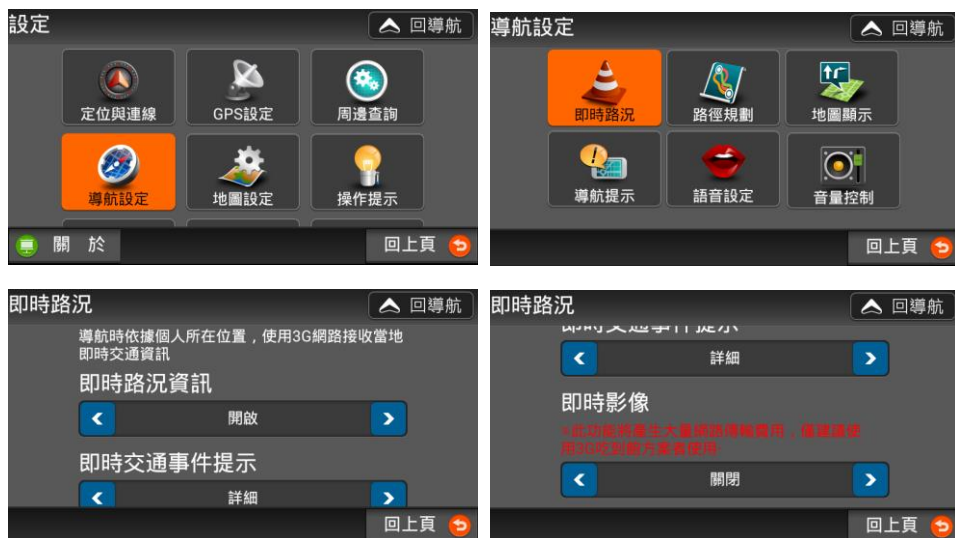 設定
回導航
定位與連線
GPS設定
周邊查詢
導航設定
地圖設定
操作提示
關 於
回上頁
導航設定
回導航
即時路況
路徑規劃
地圖顯示
導航提示
語音設定
音量控制
回上頁
即時路況
回導航
導航時依據個人所在位置，使用3G網路接收當地
即時交通資訊
即時路況資訊
開啟
即時交通事件提示
詳細
回上頁
即時路況
回導航
即時交通事件提示
詳細
即時影像
※此功能將產生大量網路傳輸費用，僅建議使
用3G吃到飽方案者使用
關閉
回上頁